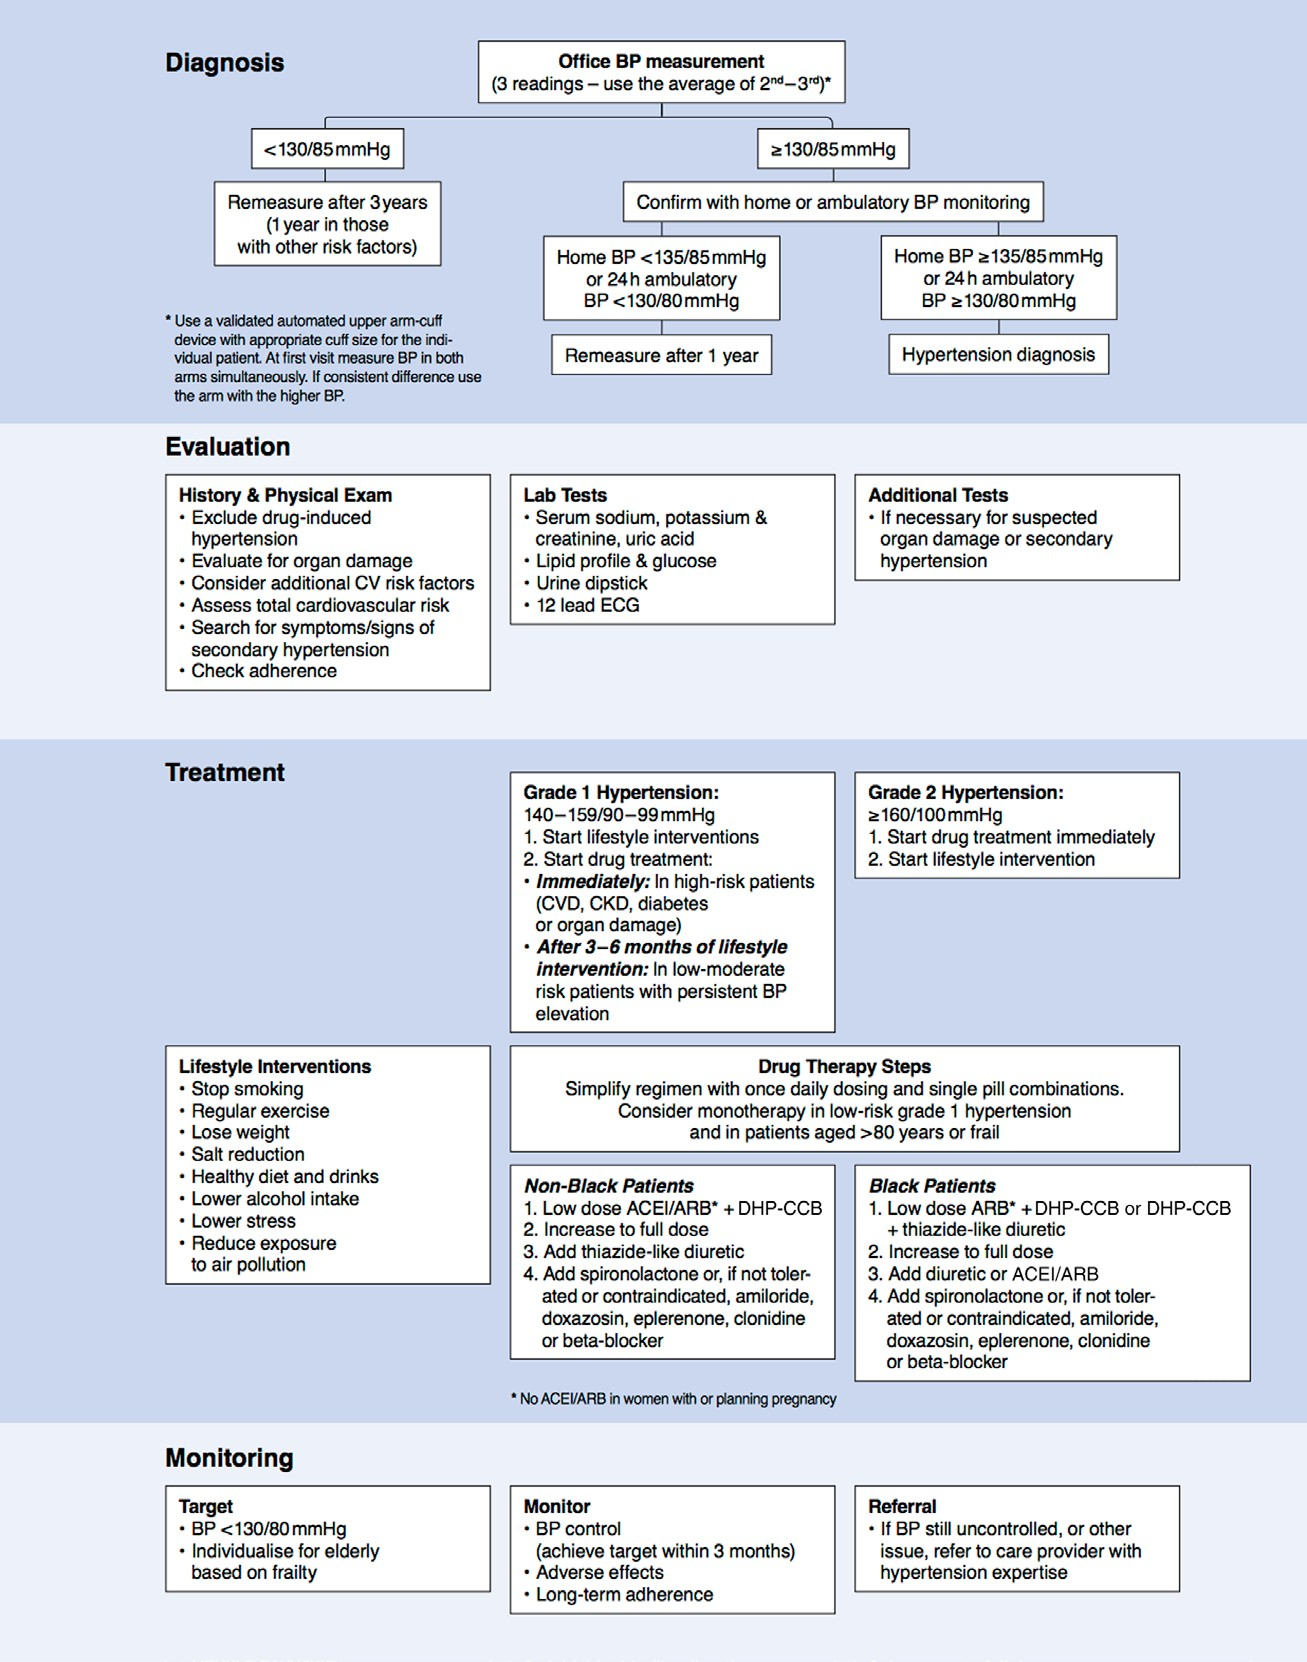 Diagnosis
Office BP measurement
(3 readings – use the average of 2nd–3rd)*
<130/85 mmHg
≥130/85 mmHg
Remeasure after 3 years
(1 year in those
with other risk factors)
Confirm with home or ambulatory BP monitoring
Home BP <135/85 mmHg
or 24 h ambulatory
BP <130/80 mmHg
Home BP ≥135/85 mmHg
or 24 h ambulatory
BP ≥130/80 mmHg
Remeasure after 1 year
Hypertension diagnosis
* Use a validated automated upper arm-cuff
device with appropriate cuff size for the indi-
vidual patient. At first visit measure BP in both
arms simultaneously. If consistent difference use
the arm with the higher BP.
Evaluation
History & Physical Exam
• Exclude drug-induced
hypertension
• Evaluate for organ damage
• Consider additional CV risk factors
• Assess total cardiovascular risk
• Search for symptoms/signs of
secondary hypertension
• Check adherence
Lab Tests
• Serum sodium, potassium &
creatinine, uric acid
• Lipid profile & glucose
• Urine dipstick
• 12 lead ECG
Additional Tests
• If necessary for suspected
organ damage or secondary
hypertension
Treatment
Grade 1 Hypertension:
140–159/90–99 mmHg
1. Start lifestyle interventions
2. Start drug treatment:
• Immediately: In high-risk patients
(CVD, CKD, diabetes
or organ damage)
• After 3–6 months of lifestyle
intervention: In low-moderate
risk patients with persistent BP
elevation
Grade 2 Hypertension:
≥160/100 mmHg
1. Start drug treatment immediately
2. Start lifestyle intervention
Lifestyle Interventions
• Stop smoking
• Regular exercise
• Lose weight
• Salt reduction
• Healthy diet and drinks
• Lower alcohol intake
• Lower stress
• Reduce exposure
to air pollution
Drug Therapy Steps
Simplify regimen with once daily dosing and single pill combinations.
Consider monotherapy in low-risk grade 1 hypertension
and in patients aged >80 years or frail
Non-Black Patients
1. Low dose ACEI/ARB* + DHP-CCB
2. Increase to full dose
3. Add thiazide-like diuretic
4. Add spironolactone or, if not toler-
ated or contraindicated, amiloride,
doxazosin, eplerenone, clonidine
or beta-blocker
Black Patients
1. Low dose ARB* + DHP-CCB or DHP-CCB
+ thiazide-like diuretic
2. Increase to full dose
3. Add diuretic or ACEI/ARB
4. Add spironolactone or, if not toler-
ated or contraindicated, amiloride,
doxazosin, eplerenone, clonidine
or beta-blocker
* No ACEI/ARB in women with or planning pregnancy
Monitoring
Target
• BP <130/80 mmHg
• Individualise for elderly
based on frailty
Monitor
• BP control
(achieve target within 3 months)
• Adverse effects
• Long-term adherence
Referral
• If BP still uncontrolled, or other
issue, refer to care provider with
hypertension expertise